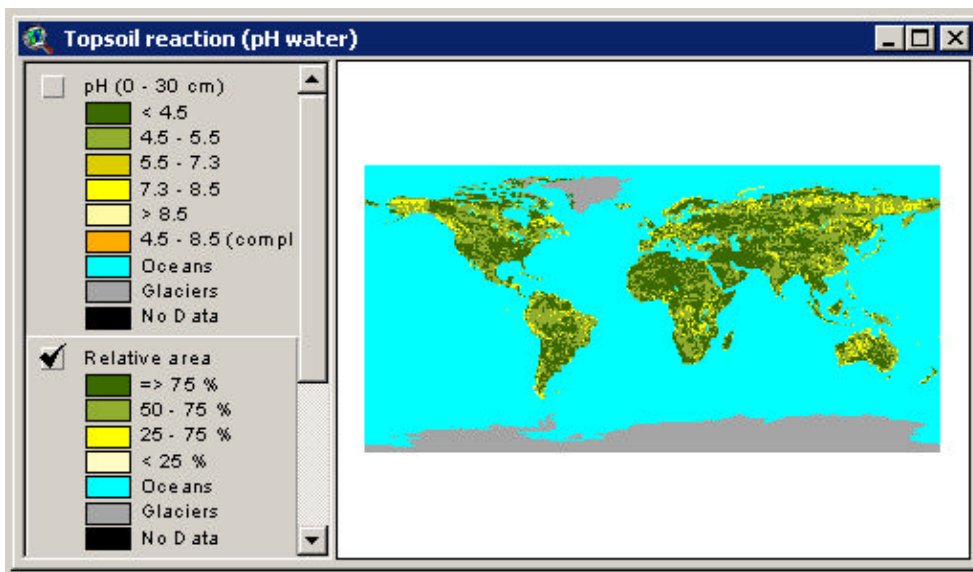 Topsoil reaction (pH water)
pH (0 - 30 cm)
< 4.5
4.5 - 5.5
5.5 - 7.3
7.3 - 8.5
> 8.5
4.5 - 8.5 (compl
Oceans
Glaciers
No Data
Relative area
=> 75 %
50 - 75 %
25 - 75 %
< 25 %
Oceans
Glaciers
No Data